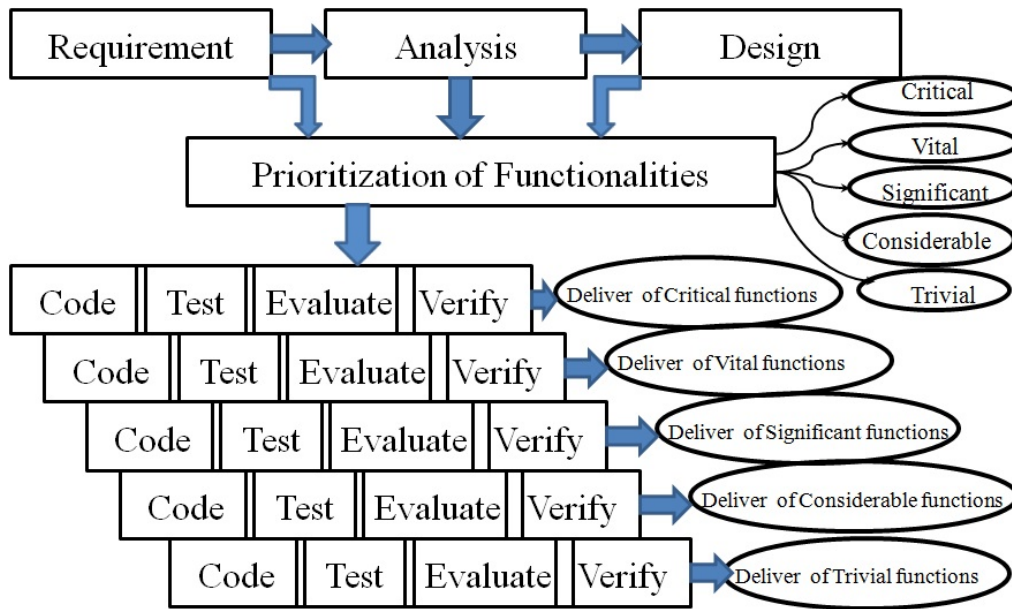 Requirement
Analysis
Design
Critical
Vital
Prioritization of Functionalities
Significant
Considerable
Trivial
Code
Test
Evaluate
Verify
Deliver of Critical functions
Code
Test
Evaluate
Verify
Deliver of Vital functions
Code
Test
Evaluate
Verify
Deliver of Significant functions
Code
Test
Evaluate
Verify
Deliver of Considerable functions
Code
Test
Evaluate
Verify
Deliver of Trivial functions